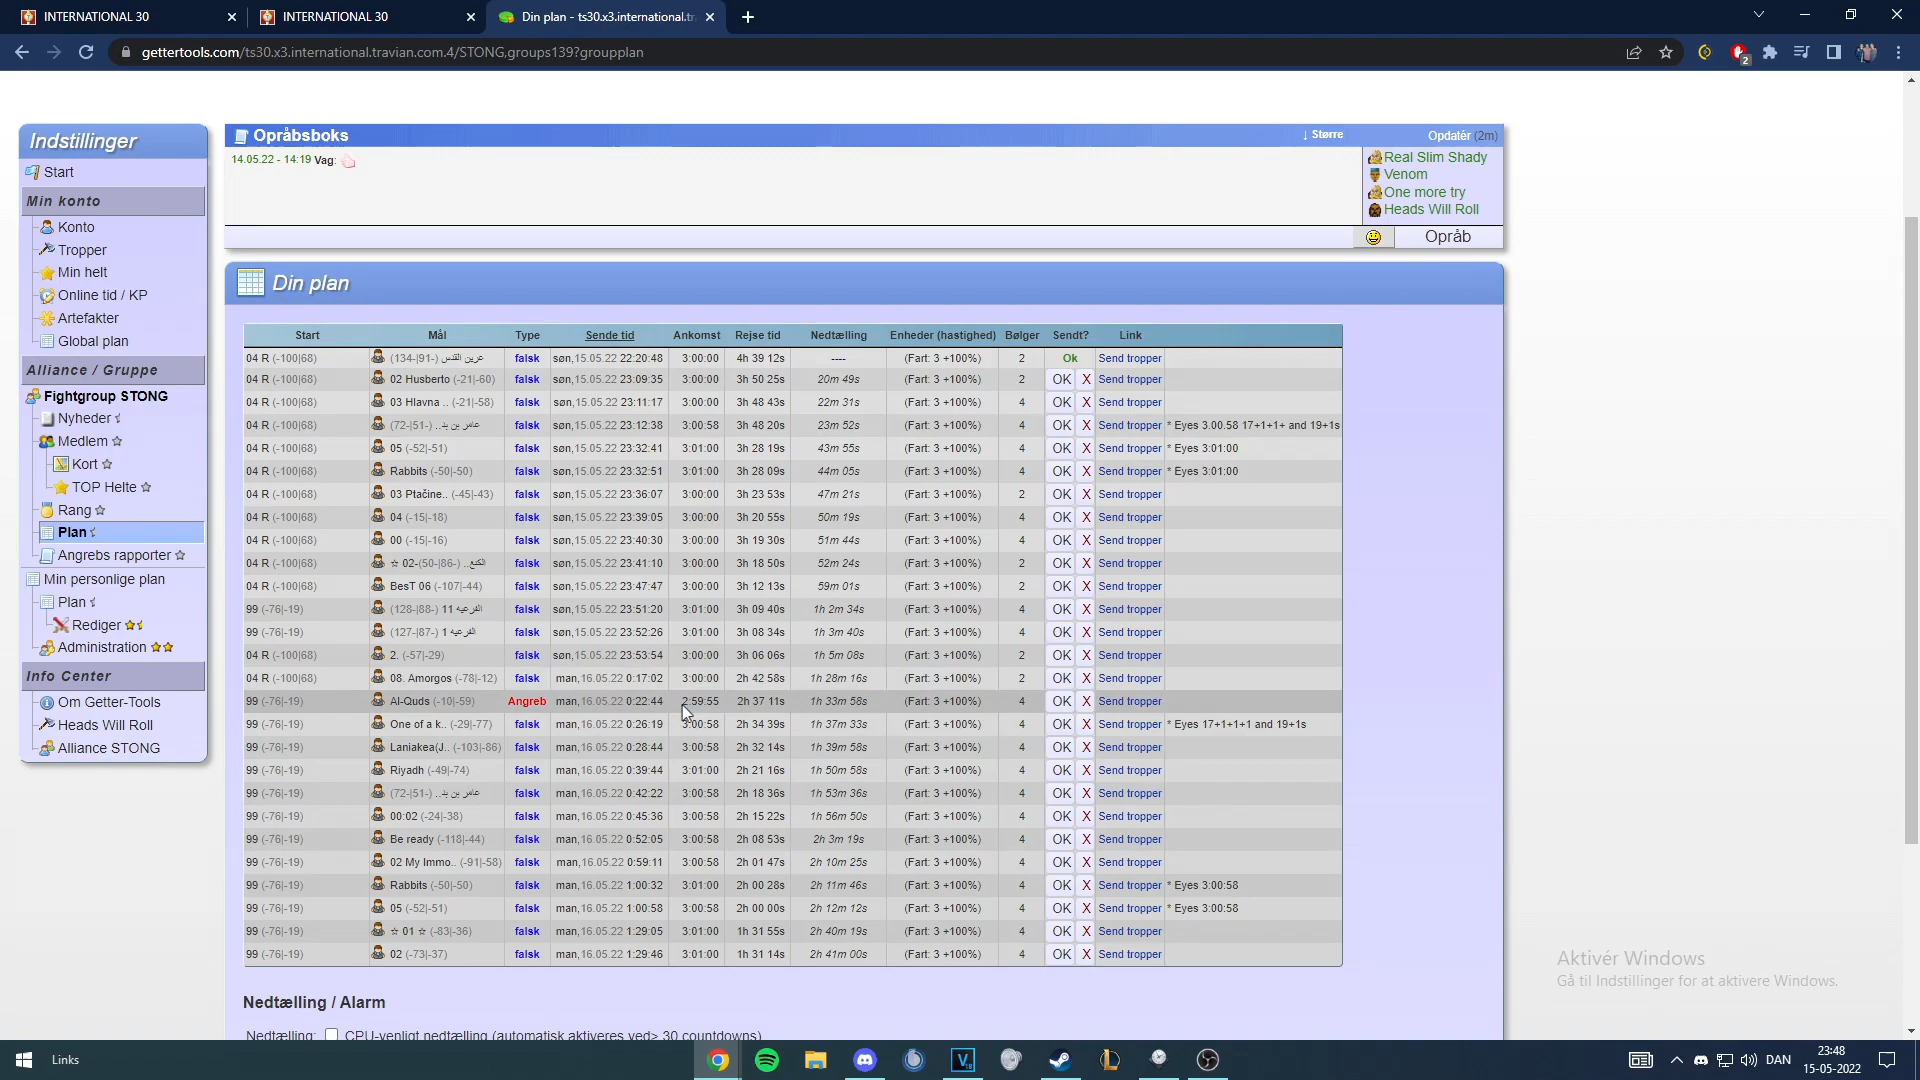 INTERNATIONAL 30
INTERNATIONAL 30
Din plan - ts30.x3.international.tr
gettertools.com/ts30.x3.international.travian.com.4/STONG,groups139?groupplan
2
Indstillinger
Start
Min konto
Konto
Tropper
Min helt
Online tid / KP
Artefakter
Global plan
Alliance / Gruppe
Fightgroup STONG
Nyheder
Medlem ☆
Kort ☆
TOP Helte ☆
Rang ☆
Plan
Angrebs rapporter ☆
Min personlige plan
Plan
Rediger
Administration
Info Center
Om Getter-Tools
Heads Will Roll
Alliance STONG
Opråbsboks
↓ Større
Opdatér (2m)
14.05.22 - 14:19 Vag:
Real Slim Shady
Venom
One more try
Heads Will Roll
Opråb
Din plan
Start Mål Type Sende tid Ankomst Rejse tid Nedtælling Enheder (hastighed) Bølger Sendt? Link
04 R (-100|68) عرين القدس (-91|-134) falsk søn,15.05.22 22:20:48 3:00:00 4h 39 12s ---- (Fart: 3 +100%) 2 Ok Send tropper
04 R (-100|68) 02 Husberto (-21|-60) falsk søn,15.05.22 23:09:35 3:00:00 3h 50 25s 20m 49s (Fart: 3 +100%) 2 OK X Send tropper
04 R (-100|68) 03 Hlavna .. (-21|-58) falsk søn,15.05.22 23:11:17 3:00:00 3h 48 43s 22m 31s (Fart: 3 +100%) 4 OK X Send tropper
04 R (-100|68) عامر بن يد.. (-51|-72) falsk søn,15.05.22 23:12:38 3:00:58 3h 48 20s 23m 52s (Fart: 3 +100%) 4 OK X Send tropper * Eyes 3.00.58 17+1+1+ and 19+1s
04 R (-100|68) 05 (-52|-51) falsk søn,15.05.22 23:32:41 3:01:00 3h 28 19s 43m 55s (Fart: 3 +100%) 4 OK X Send tropper * Eyes 3:01:00
04 R (-100|68) Rabbits (-50|-50) falsk søn,15.05.22 23:32:51 3:01:00 3h 28 09s 44m 05s (Fart: 3 +100%) 4 OK X Send tropper * Eyes 3:01:00
04 R (-100|68) 03 Ptačine.. (-45|-43) falsk søn,15.05.22 23:36:07 3:00:00 3h 23 53s 47m 21s (Fart: 3 +100%) 2 OK X Send tropper
04 R (-100|68) 04 (-15|-18) falsk søn,15.05.22 23:39:05 3:00:00 3h 20 55s 50m 19s (Fart: 3 +100%) 4 OK X Send tropper
04 R (-100|68) 00 (-15|-16) falsk søn,15.05.22 23:40:30 3:00:00 3h 19 30s 51m 44s (Fart: 3 +100%) 4 OK X Send tropper
04 R (-100|68) ☆ 02- (-86|-50) falsk søn,15.05.22 23:41:10 3:00:00 3h 18 50s 52m 24s (Fart: 3 +100%) 2 OK X Send tropper
04 R (-100|68) BesT 06 (-107|-44) falsk søn,15.05.22 23:47:47 3:00:00 3h 12 13s 59m 01s (Fart: 3 +100%) 2 OK X Send tropper
99 (-76|-19) الفرعيه 11 (-88|-128) falsk søn,15.05.22 23:51:20 3:01:00 3h 09 40s 1h 2m 34s (Fart: 3 +100%) 4 OK X Send tropper
99 (-76|-19) الفرعيه 1 (-87|-127) falsk søn,15.05.22 23:52:26 3:01:00 3h 08 34s 1h 3m 40s (Fart: 3 +100%) 4 OK X Send tropper
04 R (-100|68) 2. (-57|-29) falsk søn,15.05.22 23:53:54 3:00:00 3h 06 06s 1h 5m 08s (Fart: 3 +100%) 2 OK X Send tropper
04 R (-100|68) 08. Amorgos (-78|-12) falsk man,16.05.22 0:17:02 3:00:00 2h 42 58s 1h 28m 16s (Fart: 3 +100%) 2 OK X Send tropper
99 (-76|-19) Al-Quds (-10|-59) Angreb man,16.05.22 0:22:44 2:59:55 2h 37 11s 1h 33m 58s (Fart: 3 +100%) 4 OK X Send tropper
99 (-76|-19) One of a k.. (-29|-77) falsk man,16.05.22 0:26:19 3:00:58 2h 34 39s 1h 37m 33s (Fart: 3 +100%) 4 OK X Send tropper * Eyes 17+1+1+1 and 19+1s
99 (-76|-19) Laniakea(J.. (-103|-86) falsk man,16.05.22 0:28:44 3:00:58 2h 32 14s 1h 39m 58s (Fart: 3 +100%) 4 OK X Send tropper
99 (-76|-19) Riyadh (-49|-74) falsk man,16.05.22 0:39:44 3:01:00 2h 21 16s 1h 50m 58s (Fart: 3 +100%) 4 OK X Send tropper
99 (-76|-19) عامر بن يد.. (-51|-72) falsk man,16.05.22 0:42:22 3:00:58 2h 18 36s 1h 53m 36s (Fart: 3 +100%) 4 OK X Send tropper
99 (-76|-19) 00:02 (-24|-38) falsk man,16.05.22 0:45:36 3:00:58 2h 15 22s 1h 56m 50s (Fart: 3 +100%) 4 OK X Send tropper
99 (-76|-19) Be ready (-118|-44) falsk man,16.05.22 0:52:05 3:00:58 2h 08 53s 2h 3m 19s (Fart: 3 +100%) 4 OK X Send tropper
99 (-76|-19) 02 My Immo.. (-91|-58) falsk man,16.05.22 0:59:11 3:00:58 2h 01 47s 2h 10m 25s (Fart: 3 +100%) 4 OK X Send tropper
99 (-76|-19) Rabbits (-50|-50) falsk man,16.05.22 1:00:32 3:01:00 2h 00 28s 2h 11m 46s (Fart: 3 +100%) 4 OK X Send tropper * Eyes 3:00:58
99 (-76|-19) 05 (-52|-51) falsk man,16.05.22 1:00:58 3:00:58 2h 00 00s 2h 12m 12s (Fart: 3 +100%) 4 OK X Send tropper * Eyes 3:00:58
99 (-76|-19) ☆ 01 ☆ (-83|-36) falsk man,16.05.22 1:29:05 3:01:00 1h 31 55s 2h 40m 19s (Fart: 3 +100%) 4 OK X Send tropper
99 (-76|-19) 02 (-73|-37) falsk man,16.05.22 1:29:46 3:01:00 1h 31 14s 2h 41m 00s (Fart: 3 +100%) 4 OK X Send tropper
Nedtælling / Alarm
Nedtælling: CPU-venligt nedtælling (automatisk aktiveres ved> 30 countdowns)
Aktivér Windows
Gå til Indstillinger for at aktivere Windows.
Links
DAN
23:48
15-05-2022